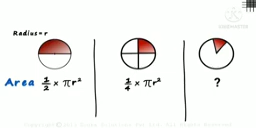 Radius = r
Area 1/2 × πr²
1/4 × πr²
?